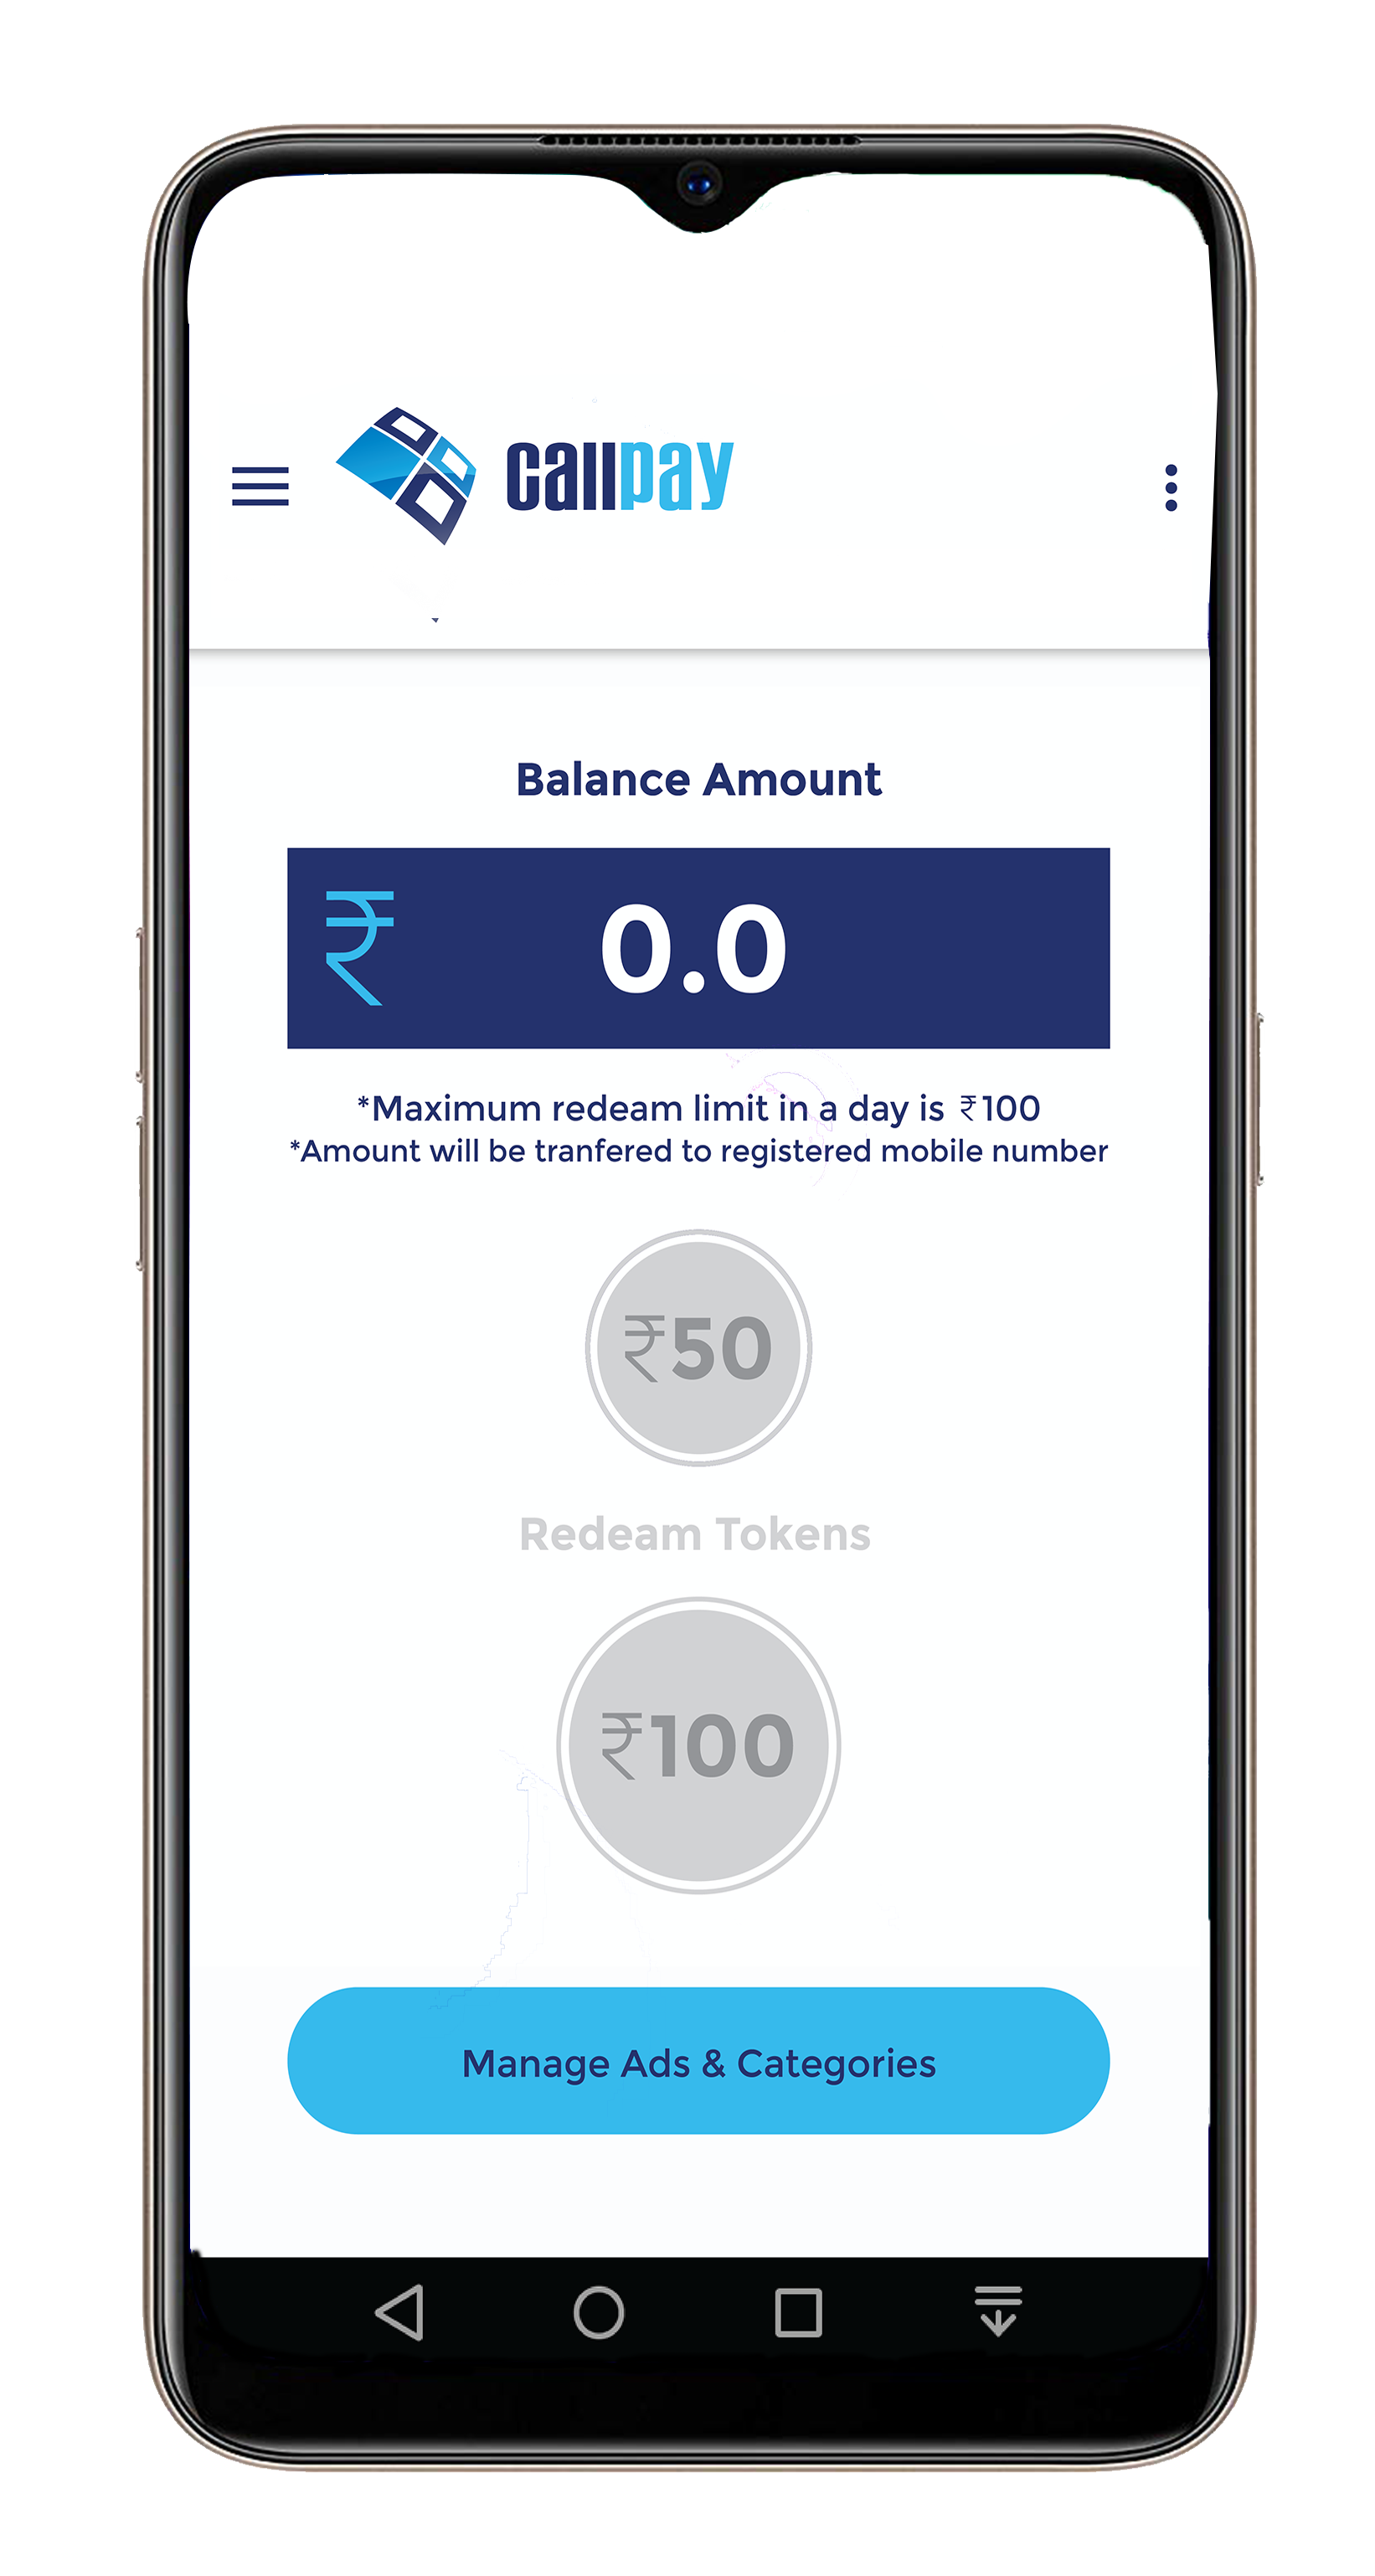 callpay
Balance Amount
₹ 0.0
*Maximum redeam limit in a day is ₹100
*Amount will be tranfered to registered mobile number
₹50
Redeam Tokens
₹100
Manage Ads & Categories